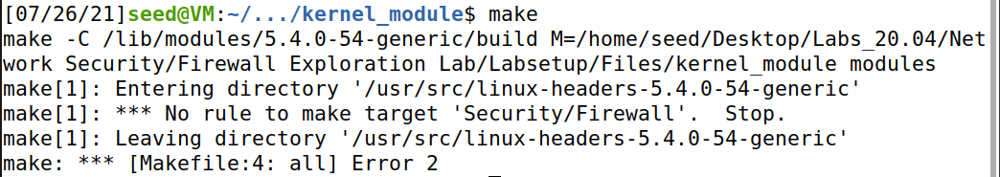 [07/26/21]seed@VM:~/.../kernel_module$ make
make -C /lib/modules/5.4.0-54-generic/build M=/home/seed/Desktop/Labs_20.04/Net
work Security/Firewall Exploration Lab/Labsetup/Files/kernel_module modules
make[1]: Entering directory '/usr/src/linux-headers-5.4.0-54-generic'
make[1]: *** No rule to make target 'Security/Firewall'.  Stop.
make[1]: Leaving directory '/usr/src/linux-headers-5.4.0-54-generic'
make: *** [Makefile:4: all] Error 2